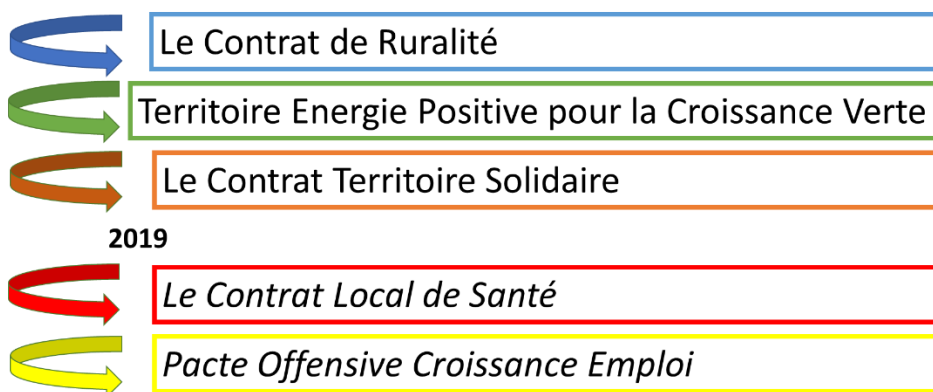 Le Contrat de Ruralité
Territoire Energie Positive pour la Croissance Verte
Le Contrat Territoire Solidaire
2019
Le Contrat Local de Santé
Pacte Offensive Croissance Emploi